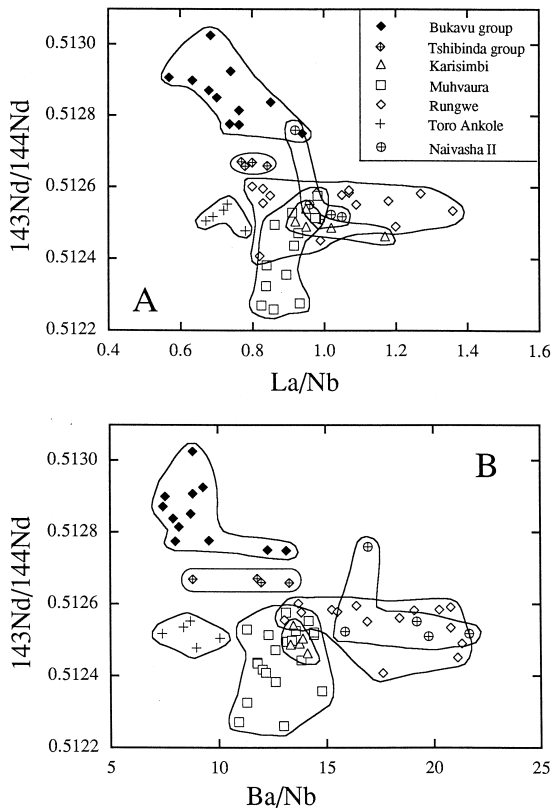 0.5130
0.5128
0.5126
0.5124
0.5122
143Nd/144Nd
A
Bukavu group
Tshibinda group
Karisimbi
Muhvaura
Rungwe
Toro Ankole
Naivasha II
0.4 0.6 0.8 1.0 1.2 1.4 1.6
La/Nb
0.5130
0.5128
0.5126
0.5124
0.5122
143Nd/144Nd
B
5 10 15 20 25
Ba/Nb